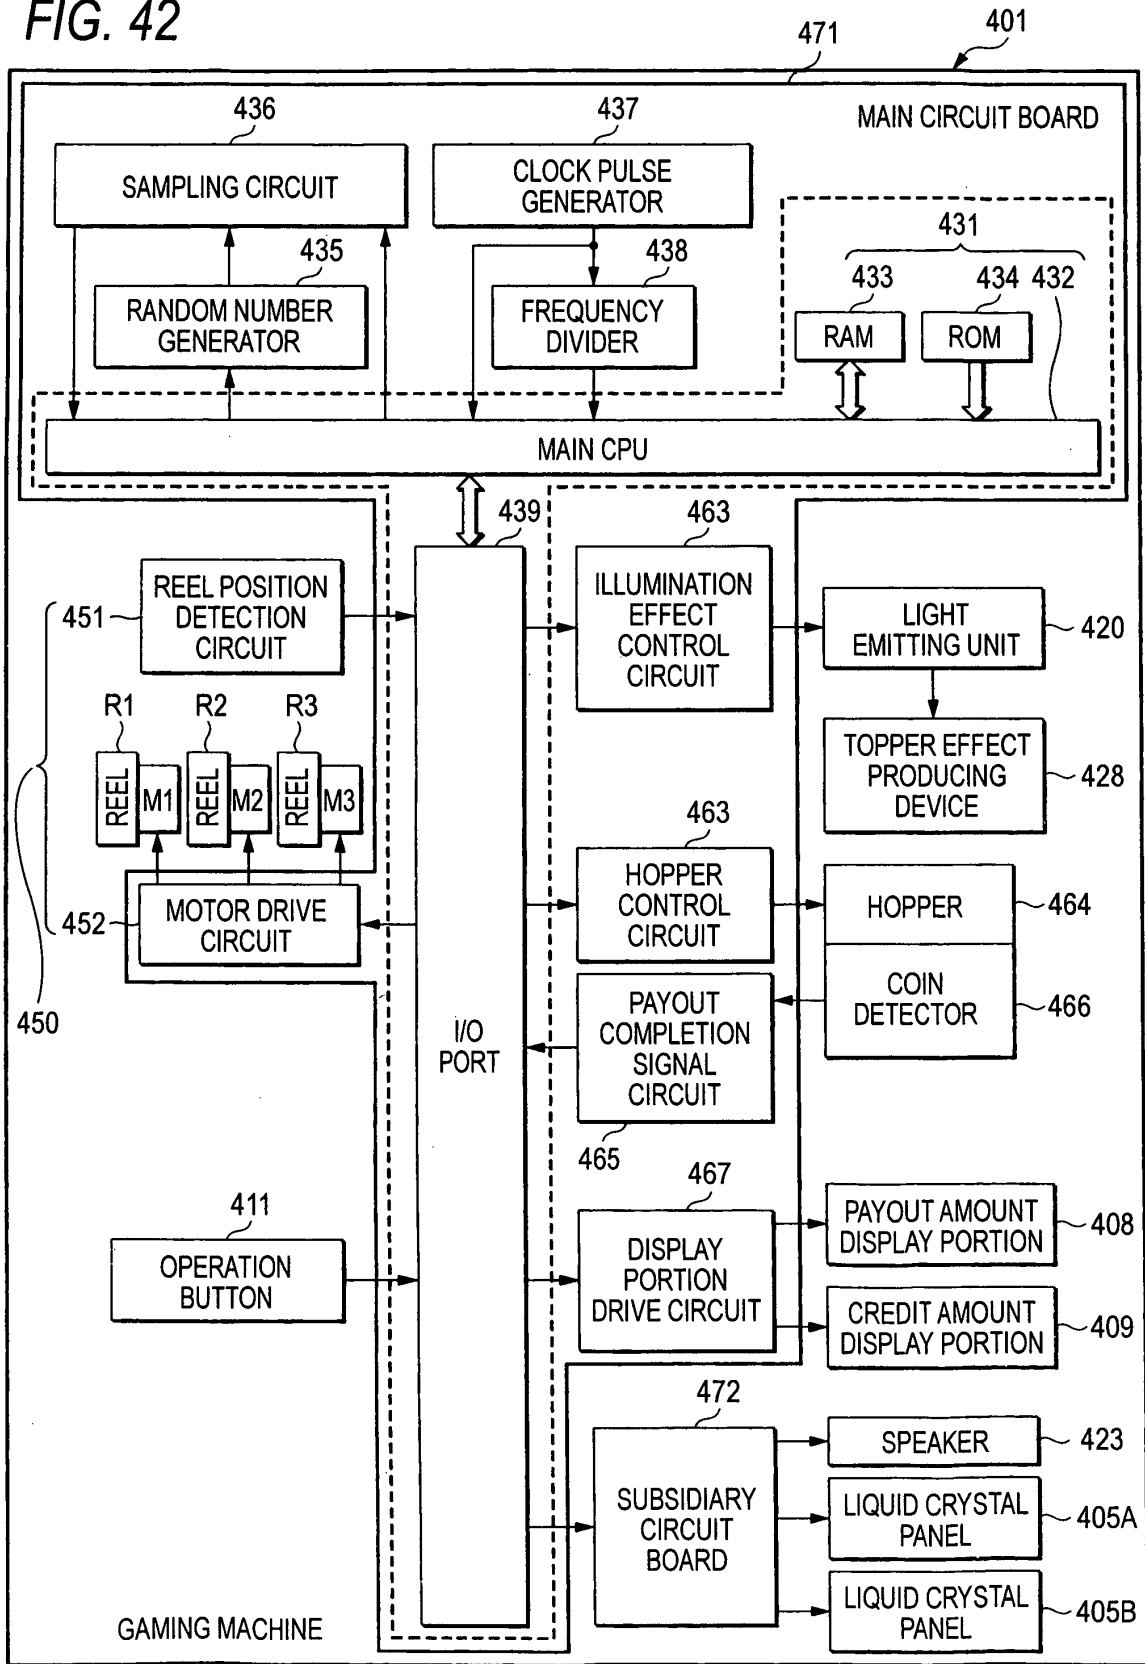 FIG. 42
401
471
MAIN CIRCUIT BOARD
436
437
SAMPLING CIRCUIT
CLOCK PULSE
GENERATOR
431
435
438
433
434
432
RANDOM NUMBER
GENERATOR
FREQUENCY
DIVIDER
RAM
ROM
MAIN CPU
439
463
451
REEL POSITION
DETECTION
CIRCUIT
ILLUMINATION
EFFECT
CONTROL
CIRCUIT
LIGHT
EMITTING UNIT
420
R1
R2
R3
REEL
M1
REEL
M2
REEL
M3
TOPPER EFFECT
PRODUCING
DEVICE
428
463
452
MOTOR DRIVE
CIRCUIT
HOPPER
CONTROL
CIRCUIT
HOPPER
464
450
I/O
PORT
PAYOUT
COMPLETION
SIGNAL
CIRCUIT
COIN
DETECTOR
466
465
411
467
OPERATION
BUTTON
DISPLAY
PORTION
DRIVE CIRCUIT
PAYOUT AMOUNT
DISPLAY PORTION
408
CREDIT AMOUNT
DISPLAY PORTION
409
472
SUBSIDIARY
CIRCUIT
BOARD
SPEAKER
423
LIQUID CRYSTAL
PANEL
405A
LIQUID CRYSTAL
PANEL
405B
GAMING MACHINE